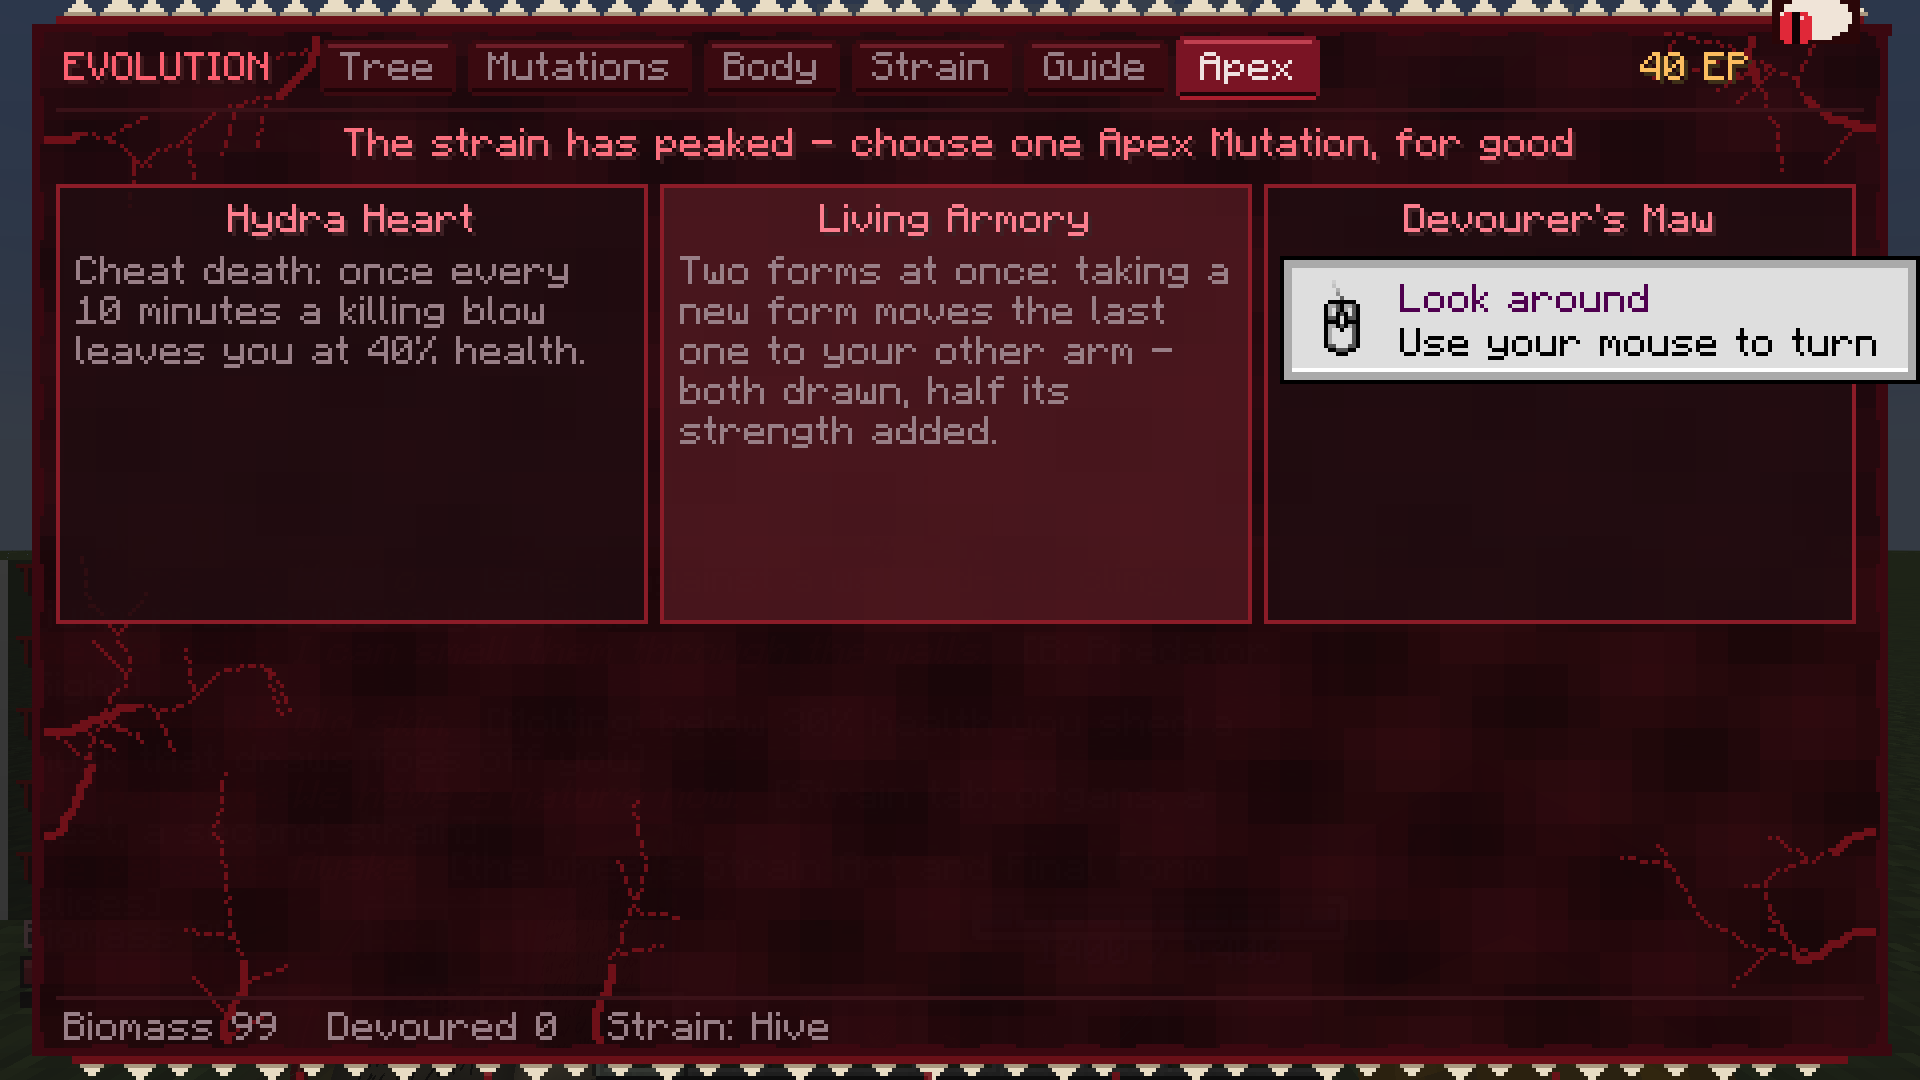 EVOLUTION Tree Mutations Body Strain Guide Apex 40 EP
The strain has peaked - choose one Apex Mutation, for good
Hydra Heart
Cheat death: once every
10 minutes a killing blow
leaves you at 40% health.
Living Armory
Two forms at once: taking a
new form moves the last
one to your other arm -
both drawn, half its
strength added.
Devourer's Maw
Look around
Use your mouse to turn
Biomass 99 Devoured 0 Strain: Hive